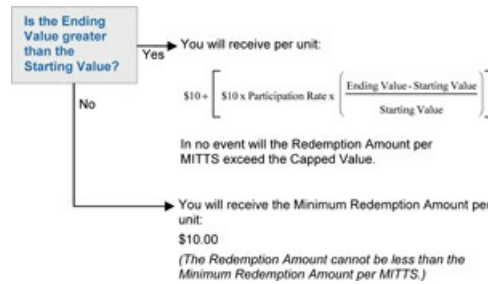 Is the Ending
Value greater
than the
Starting Value?
Yes
You will receive per unit:
$10 + [ $10 x Participation Rate x ( Ending Value - Starting Value
Starting Value ) ]
In no event will the Redemption Amount per
MITTS exceed the Capped Value.
No
You will receive the Minimum Redemption Amount per
unit:
$10.00
(The Redemption Amount cannot be less than the
Minimum Redemption Amount per MITTS.)